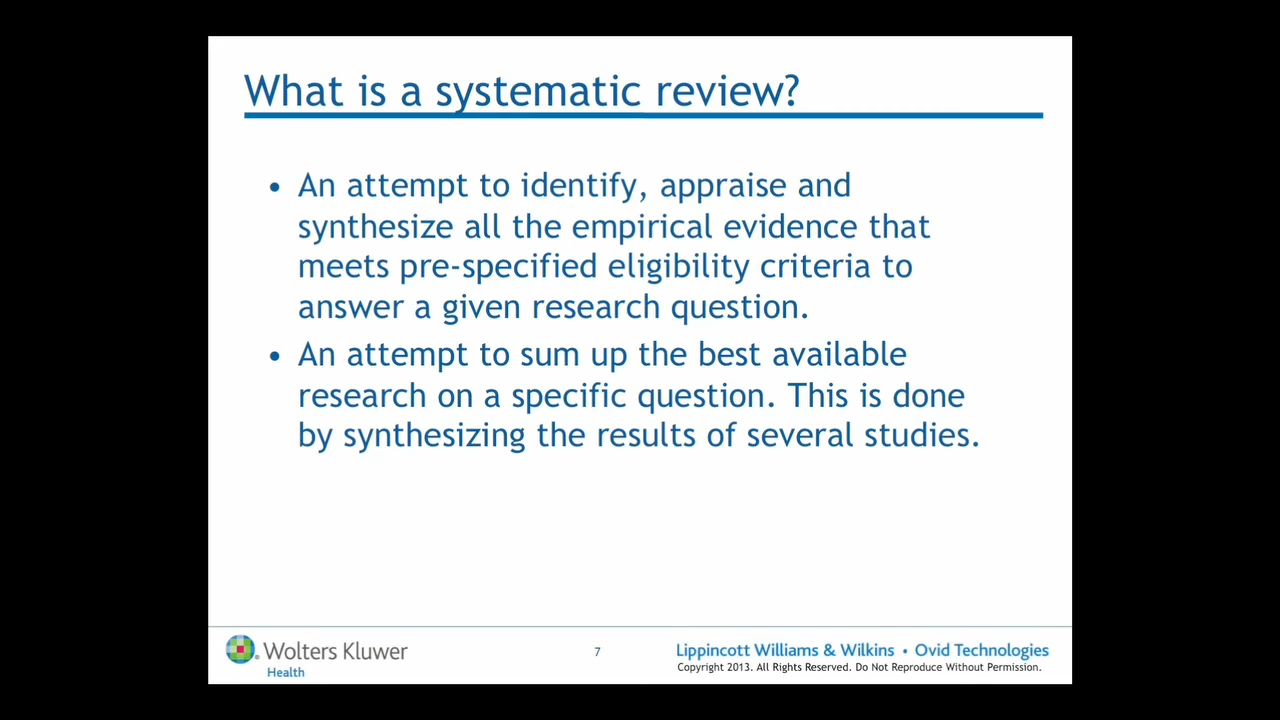 What is a systematic review?
• An attempt to identify, appraise and
synthesize all the empirical evidence that
meets pre-specified eligibility criteria to
answer a given research question.
• An attempt to sum up the best available
research on a specific question. This is done
by synthesizing the results of several studies.
Wolters Kluwer
Health
7
Lippincott Williams & Wilkins • Ovid Technologies
Copyright 2013. All Rights Reserved. Do Not Reproduce Without Permission.